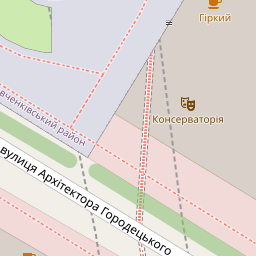 Гіркий
Консерваторія
вченківський район
вулиця Архітектора Городецького